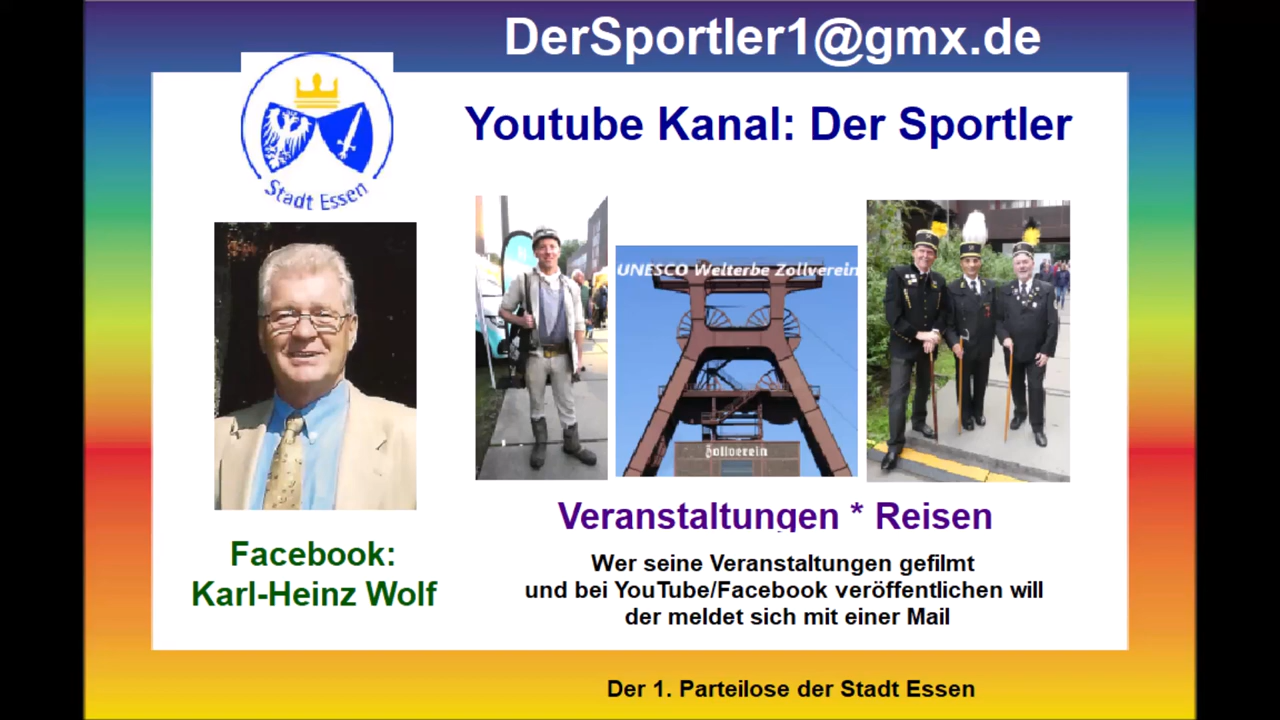 DerSportler1@gmx.de
Youtube Kanal: Der Sportler
Stadt Essen
UNESCO Welterbe Zollverein
Zollverein
Veranstaltungen * Reisen
Facebook:
Karl-Heinz Wolf
Wer seine Veranstaltungen gefilmt
und bei YouTube/Facebook veröffentlichen will
der meldet sich mit einer Mail
Der 1. Parteilose der Stadt Essen